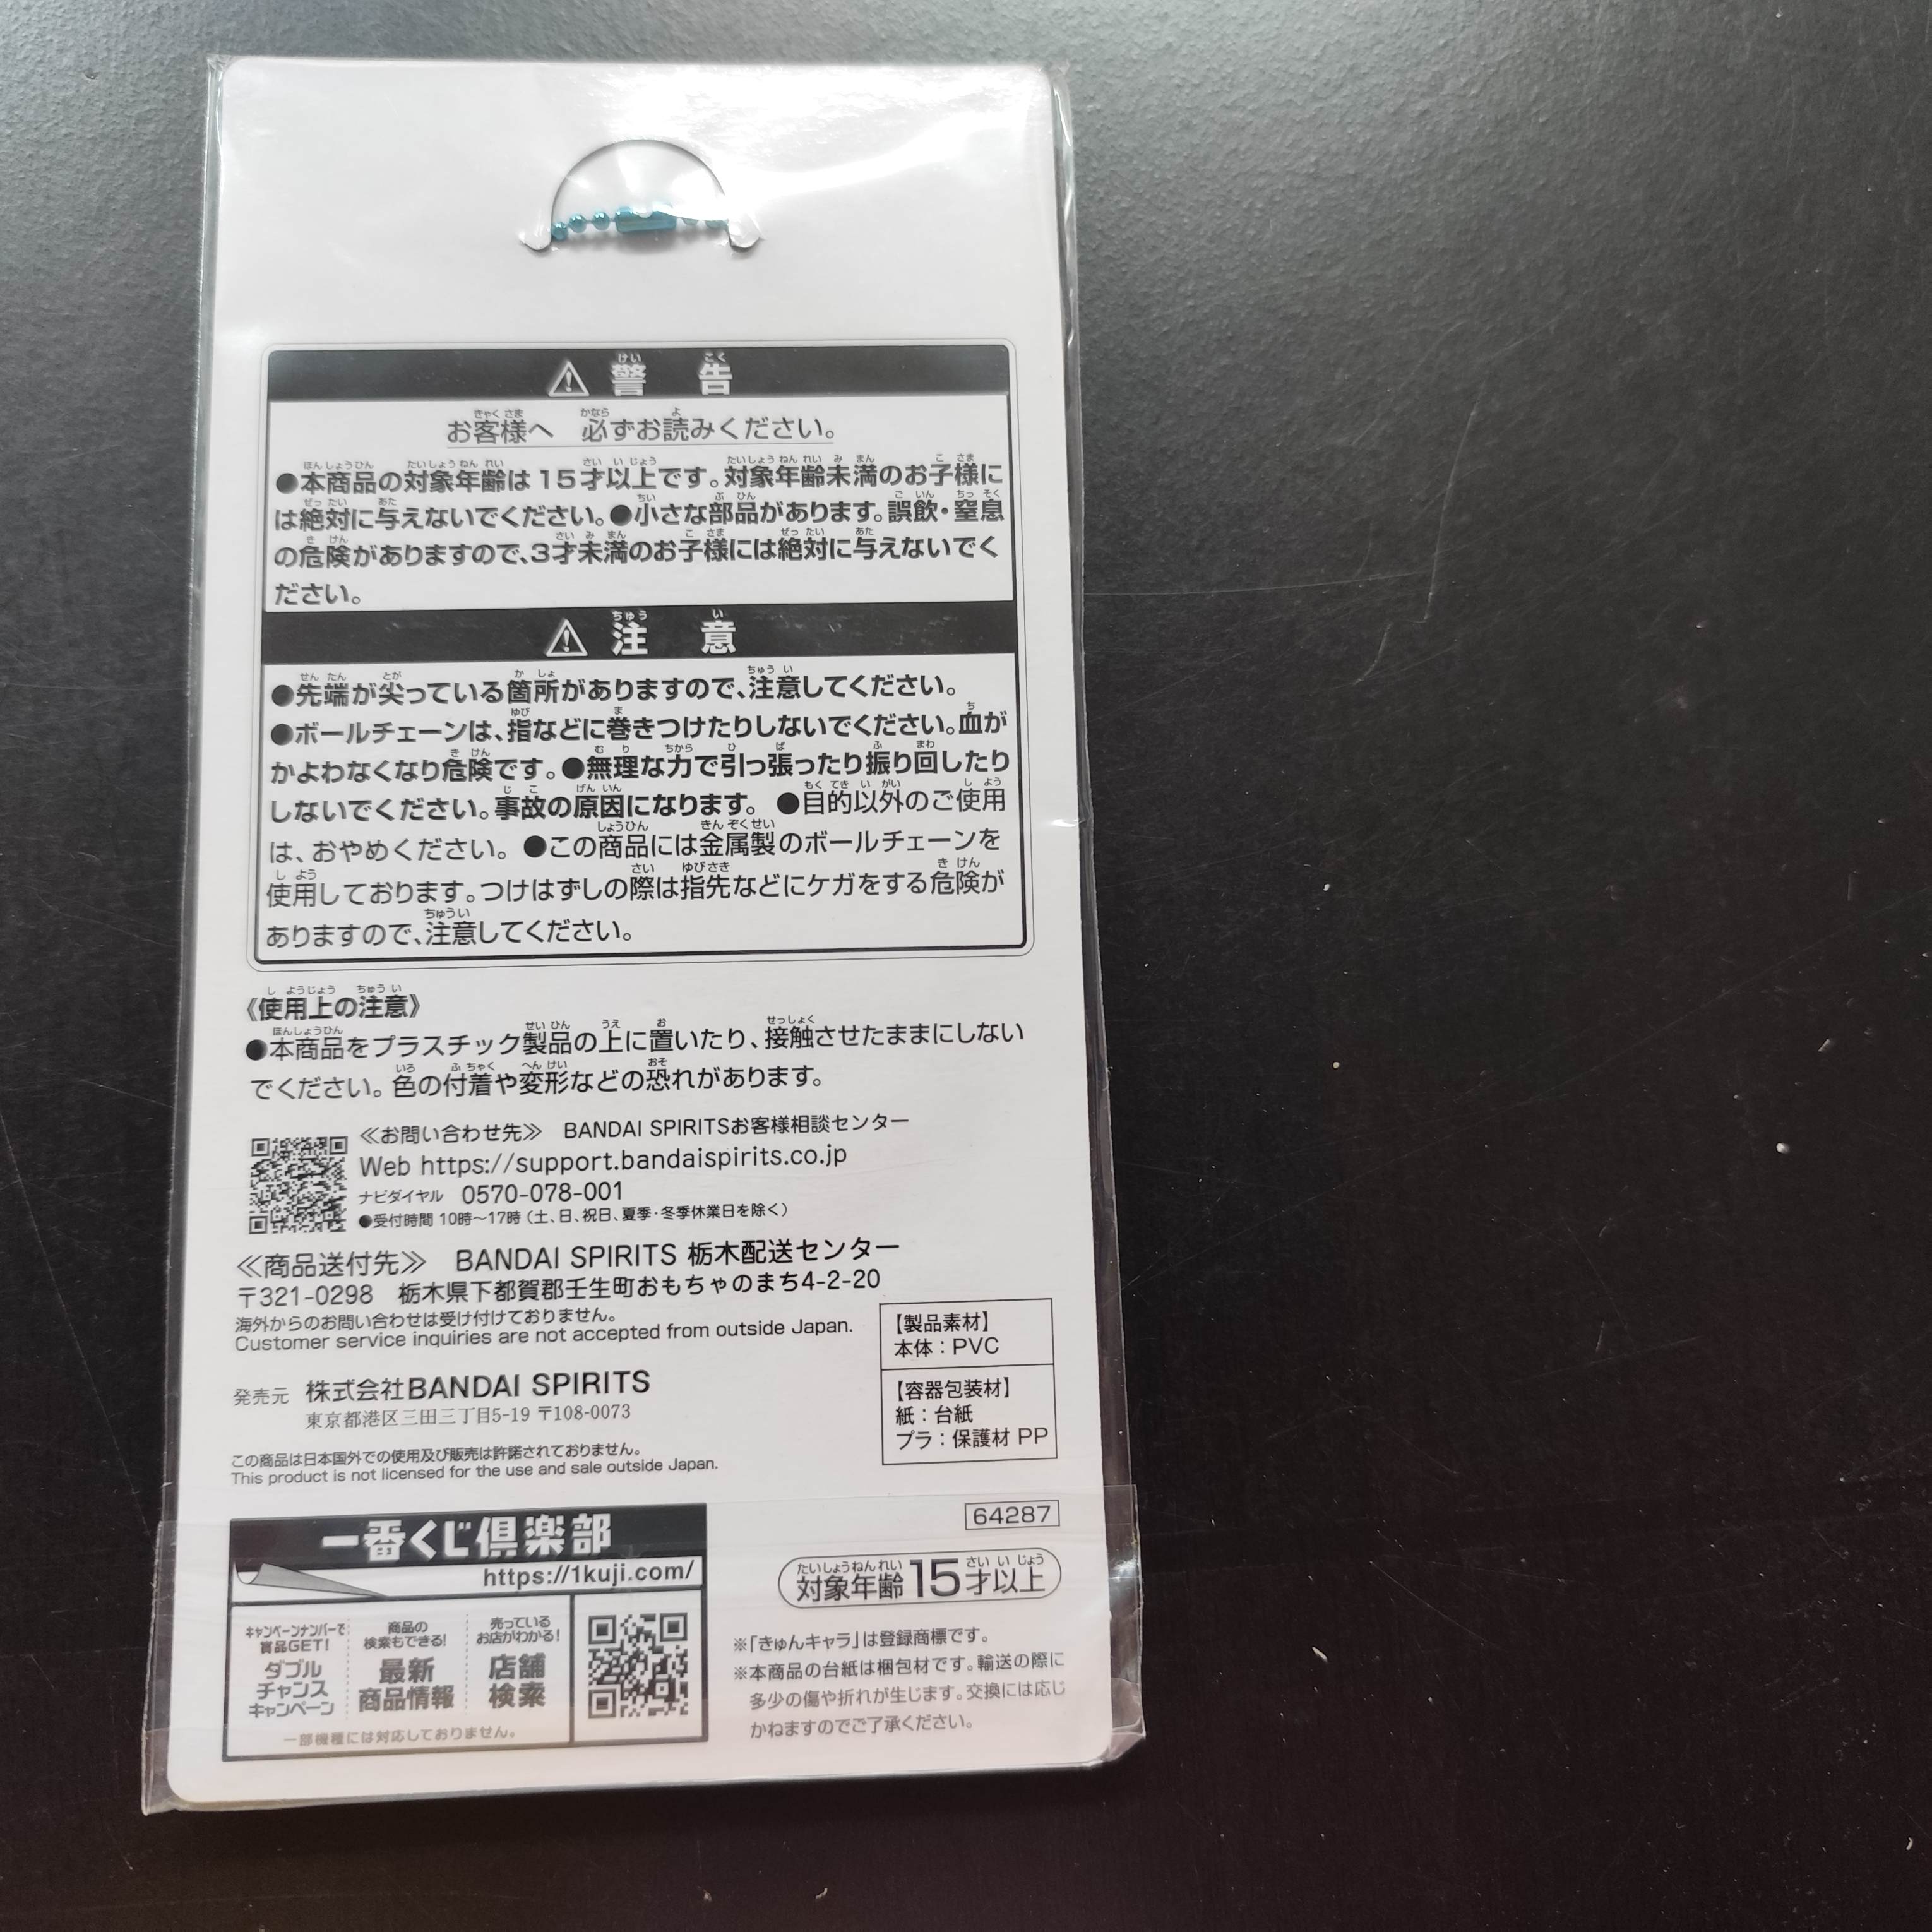 ⚠ 警告
お客様へ 必ずお読みください。
●本商品の対象年齢は15才以上です。対象年齢未満のお子様に
は絶対に与えないでください。●小さな部品があります。誤飲・窒息
の危険がありますので、3才未満のお子様には絶対に与えないでく
ださい。
⚠ 注意
●先端が尖っている箇所がありますので、注意してください。
●ボールチェーンは、指などに巻きつけたりしないでください。血が
かよわなくなり危険です。●無理な力で引っ張ったり振り回したり
しないでください。事故の原因になります。●目的以外のご使用
は、おやめください。●この商品には金属製のボールチェーンを
使用しております。つけはずしの際は指先などにケガをする危険が
ありますので、注意してください。
《使用上の注意》
●本商品をプラスチック製品の上に置いたり、接触させたままにしない
でください。色の付着や変形などの恐れがあります。
≪お問い合わせ先≫ BANDAI SPIRITSお客様相談センター
Web https://support.bandaispirits.co.jp
ナビダイヤル 0570-078-001
●受付時間 10時〜17時(土、日、祝日、夏季・冬季休業日を除く)
≪商品送付先≫ BANDAI SPIRITS 栃木配送センター
〒321-0298 栃木県下都賀郡壬生町おもちゃのまち4-2-20
海外からのお問い合わせは受け付けておりません。
Customer service inquiries are not accepted from outside Japan.
【製品素材】
本体：PVC
【容器包装材】
紙：台紙
プラ：保護材 PP
発売元 株式会社BANDAI SPIRITS
東京都港区三田三丁目5-19 〒108-0073
この商品は日本国外での使用及び販売は許諾されておりません。
This product is not licensed for the use and sale outside Japan.
64287
一番くじ倶楽部
https://1kuji.com/
キャンペーンナンバーで
賞品GET!
ダブル
チャンス
キャンペーン
商品の
検索もできる!
最新
商品情報
売っている
お店がわかる!
店舗
検索
一部機種には対応しておりません。
対象年齢15才以上
※「きゅんキャラ」は登録商標です。
※本商品の台紙は梱包材です。輸送の際に
多少の傷や折れが生じます。交換には応じ
かねますのでご了承ください。